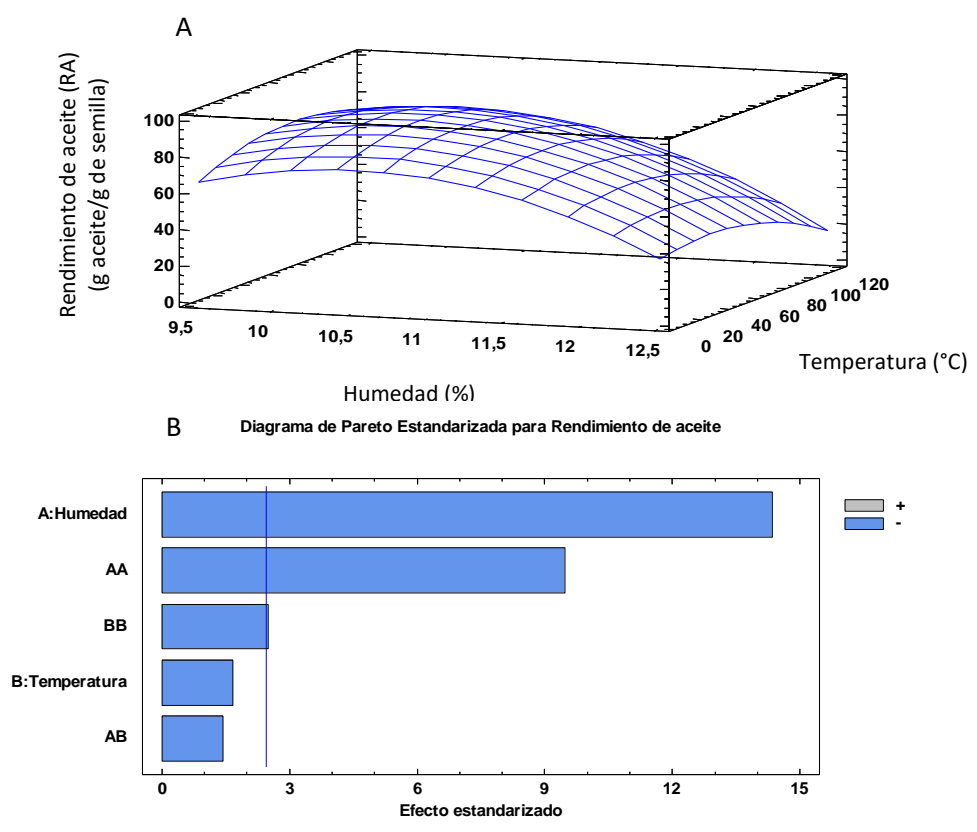 A
Rendimiento de aceite (RA)
(g aceite/g de semilla)
100
80
60
40
20
0
9,5
10
10,5
11
11,5
12
12,5
0
20
40
60
80
100
120
Humedad (%)
Temperatura (°C)
B
Diagrama de Pareto Estandarizada para Rendimiento de aceite
A:Humedad
AA
BB
B:Temperatura
AB
+
-
0
3
6
9
12
15
Efecto estandarizado